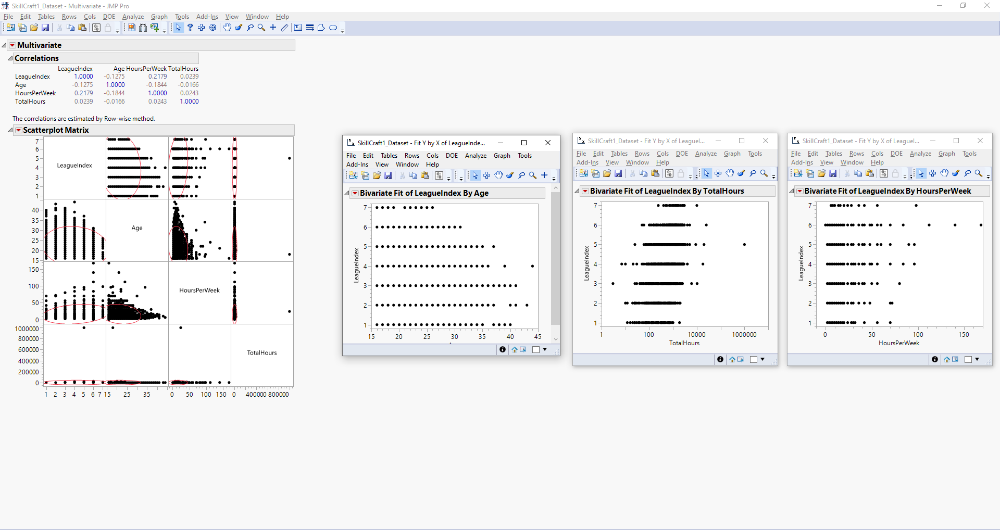 SkillCraft1_Dataset - Multivariate - JMP Pro
File Edit Tables Rows Cols DOE Analyze Graph Tools Add-Ins View Window Help
Multivariate
Correlations
LeagueIndex Age HoursPerWeek TotalHours
LeagueIndex 1.0000 -0.1275 0.2179 0.0239
Age -0.1275 1.0000 -0.1844 -0.0166
HoursPerWeek 0.2179 -0.1844 1.0000 0.0243
TotalHours 0.0239 -0.0166 0.0243 1.0000
The correlations are estimated by Row-wise method.
Scatterplot Matrix
7
6
5
4
3
2
1
LeagueIndex
40
35
30
25
20
15
Age
150
100
50
0
HoursPerWeek
1000000
800000
600000
400000
200000
0
TotalHours
1 2 3 4 5 6 7 15 25 35 0 50 100 150 0 400000 800000
SkillCraft1_Dataset - Fit Y by X of LeagueInde...
File Edit Tables Rows Cols DOE Analyze Graph Tools
Add-Ins View Window Help
Bivariate Fit of LeagueIndex By Age
LeagueIndex
7
6
5
4
3
2
1
15 20 25 30 35 40 45
SkillCraft1_Dataset - Fit Y by X of LeagueI...
File Edit Tables Rows Cols DOE Analyze Graph Tools
Add-Ins View Window Help
Bivariate Fit of LeagueIndex By TotalHours
LeagueIndex
7
6
5
4
3
2
1
1 100 10000 1000000
TotalHours
SkillCraft1_Dataset - Fit Y by X of LeagueI...
File Edit Tables Rows Cols DOE Analyze Graph Tools
Add-Ins View Window Help
Bivariate Fit of LeagueIndex By HoursPerWeek
LeagueIndex
7
6
5
4
3
2
1
0 50 100 150
HoursPerWeek